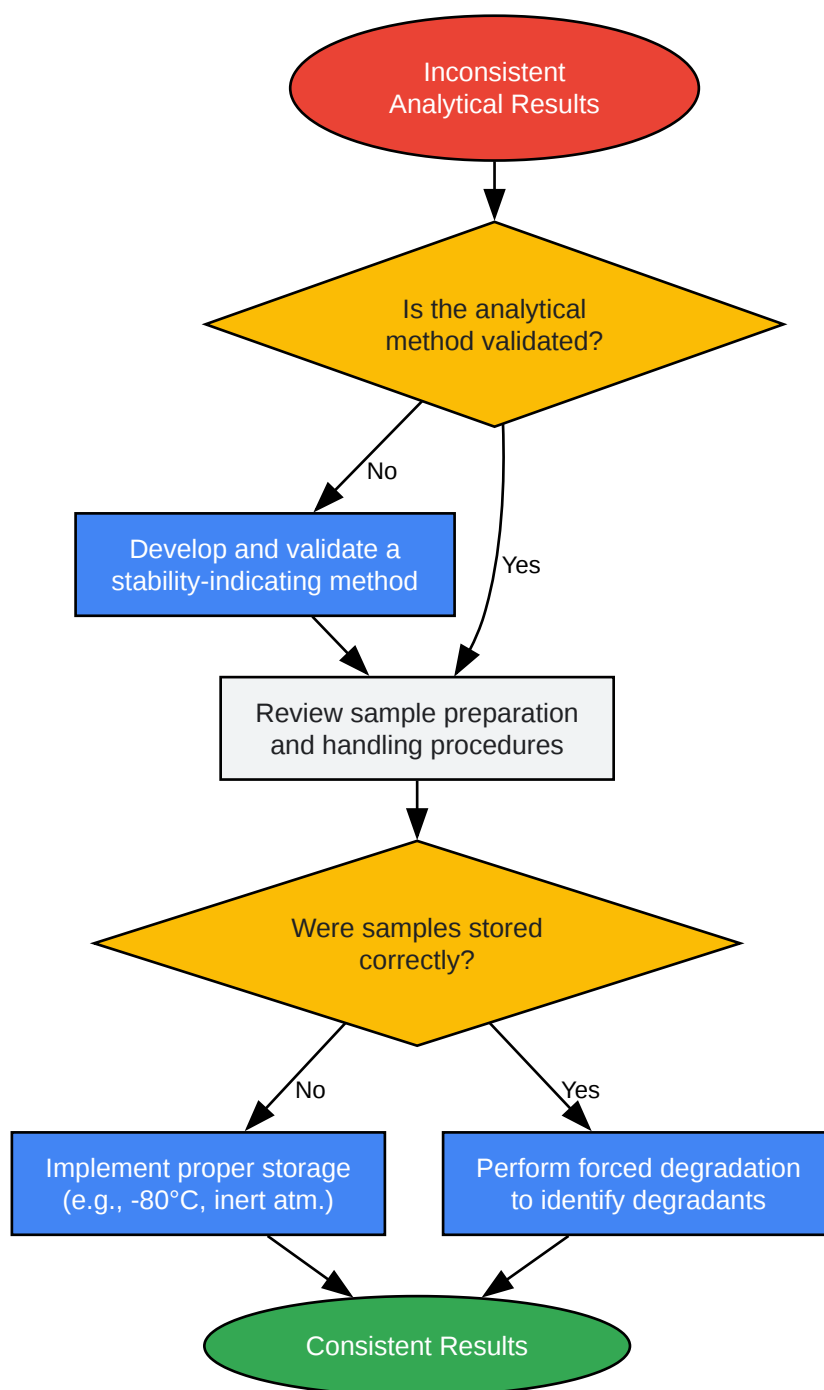 Inconsistent
Analytical Results
Is the analytical
method validated?
No
Develop and validate a
stability-indicating method
Yes
Review sample preparation
and handling procedures
Were samples stored
correctly?
No
Yes
Implement proper storage
(e.g., -80°C, inert atm.)
Perform forced degradation
to identify degradants
Consistent Results